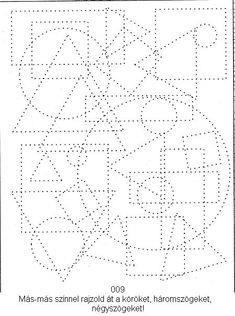 009
Más-más színnel rajzold át a köröket, háromszögeket,
négyszögeket!